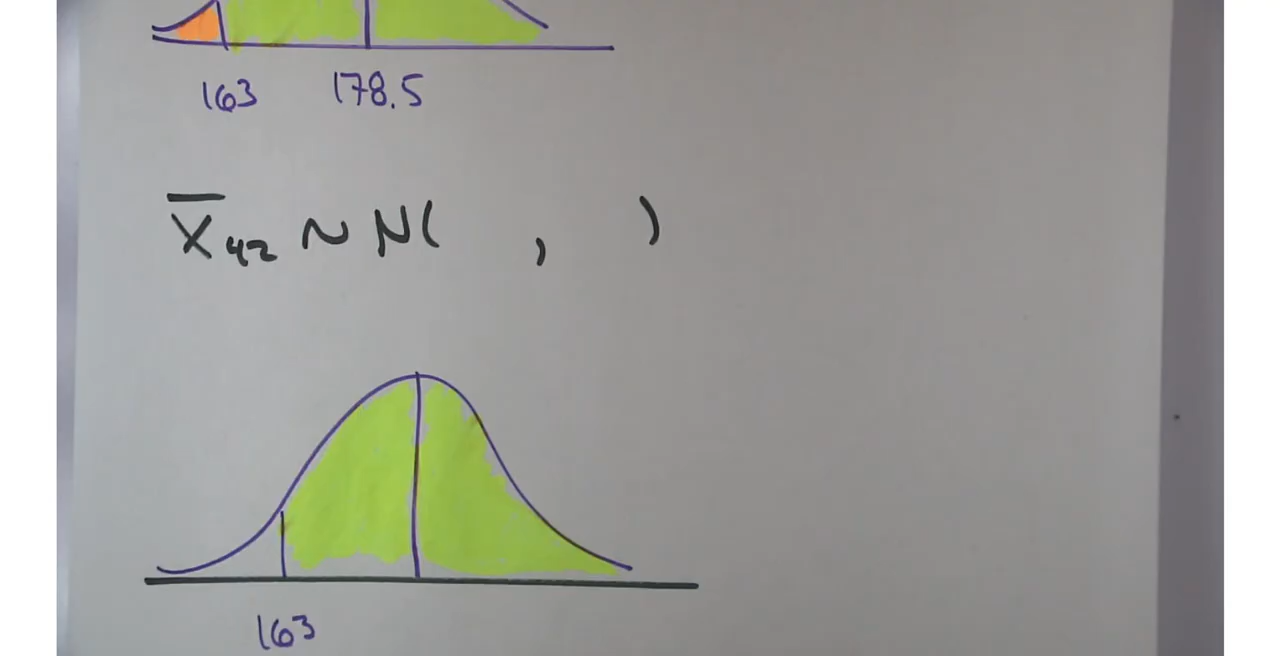 163 178.5
X̅₄₂ ~ N( , )
163